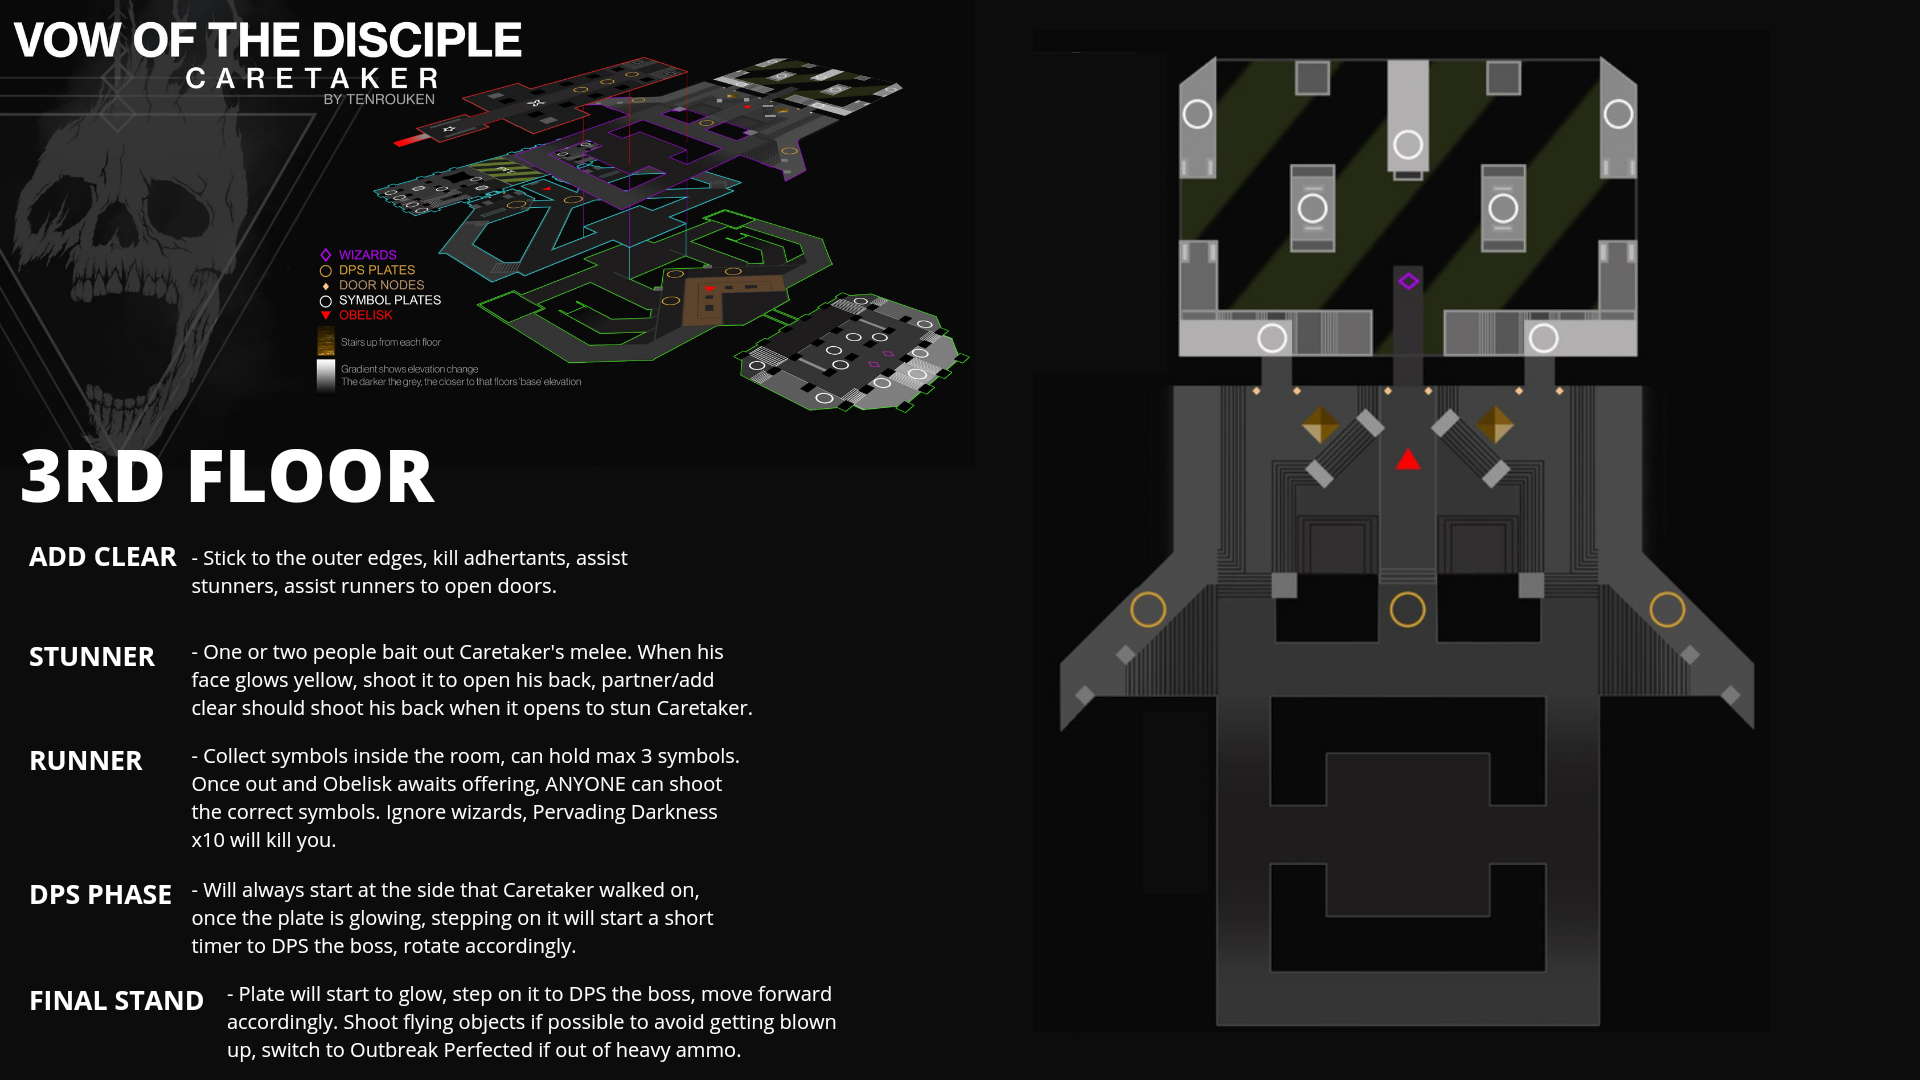 VOW OF THE DISCIPLE
CARETAKER
BY TENROUKEN
WIZARDS
DPS PLATES
DOOR NODES
SYMBOL PLATES
OBELISK
Stairs up from each floor
Gradient shows elevation change
The darker the grey, the closer to that floors 'base' elevation
3RD FLOOR
ADD CLEAR - Stick to the outer edges, kill adhertants, assist
stunners, assist runners to open doors.
STUNNER - One or two people bait out Caretaker's melee. When his
face glows yellow, shoot it to open his back, partner/add
clear should shoot his back when it opens to stun Caretaker.
RUNNER - Collect symbols inside the room, can hold max 3 symbols.
Once out and Obelisk awaits offering, ANYONE can shoot
the correct symbols. Ignore wizards, Pervading Darkness
x10 will kill you.
DPS PHASE - Will always start at the side that Caretaker walked on,
once the plate is glowing, stepping on it will start a short
timer to DPS the boss, rotate accordingly.
FINAL STAND - Plate will start to glow, step on it to DPS the boss, move forward
accordingly. Shoot flying objects if possible to avoid getting blown
up, switch to Outbreak Perfected if out of heavy ammo.